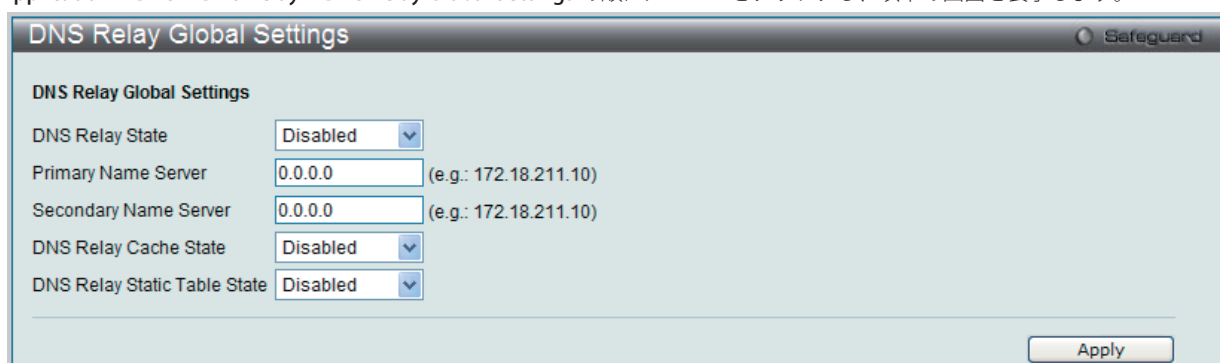 DNS Relay Global Settings
Safeguard
DNS Relay Global Settings
DNS Relay State Disabled
Primary Name Server 0.0.0.0 (e.g.: 172.18.211.10)
Secondary Name Server 0.0.0.0 (e.g.: 172.18.211.10)
DNS Relay Cache State Disabled
DNS Relay Static Table State Disabled
Apply